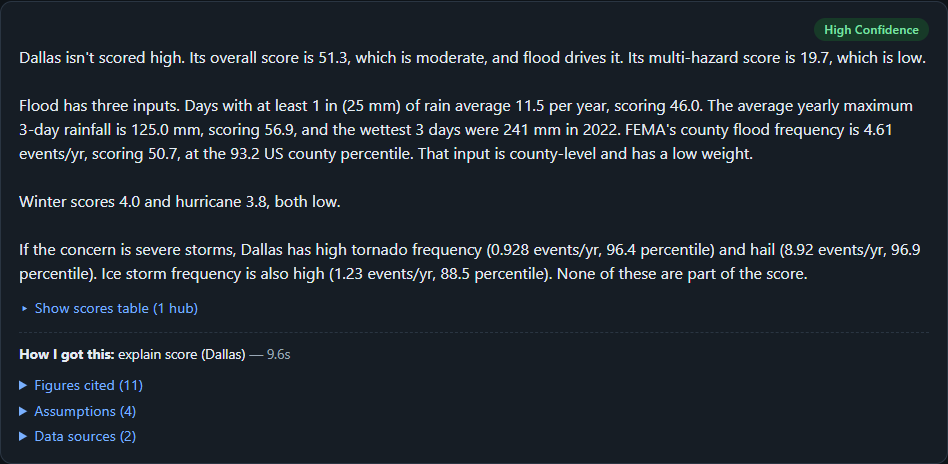 High Confidence
Dallas isn't scored high. Its overall score is 51.3, which is moderate, and flood drives it. Its multi-hazard score is 19.7, which is low.
Flood has three inputs. Days with at least 1 in (25 mm) of rain average 11.5 per year, scoring 46.0. The average yearly maximum
3-day rainfall is 125.0 mm, scoring 56.9, and the wettest 3 days were 241 mm in 2022. FEMA's county flood frequency is 4.61
events/yr, scoring 50.7, at the 93.2 US county percentile. That input is county-level and has a low weight.
Winter scores 4.0 and hurricane 3.8, both low.
If the concern is severe storms, Dallas has high tornado frequency (0.928 events/yr, 96.4 percentile) and hail (8.92 events/yr, 96.9
percentile). Ice storm frequency is also high (1.23 events/yr, 88.5 percentile). None of these are part of the score.
Show scores table (1 hub)
How I got this: explain score (Dallas) — 9.6s
Figures cited (11)
Assumptions (4)
Data sources (2)